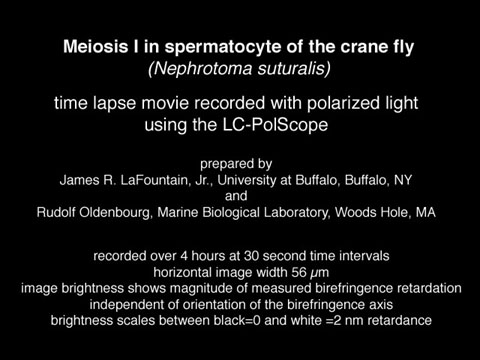 Meiosis I in spermatocyte of the crane fly
(Nephrotoma suturalis)
time lapse movie recorded with polarized light
using the LC-PolScope
prepared by
James R. LaFountain, Jr., University at Buffalo, Buffalo, NY
and
Rudolf Oldenbourg, Marine Biological Laboratory, Woods Hole, MA
recorded over 4 hours at 30 second time intervals
horizontal image width 56 µm
image brightness shows magnitude of measured birefringence retardation
independent of orientation of the birefringence axis
brightness scales between black=0 and white =2 nm retardance